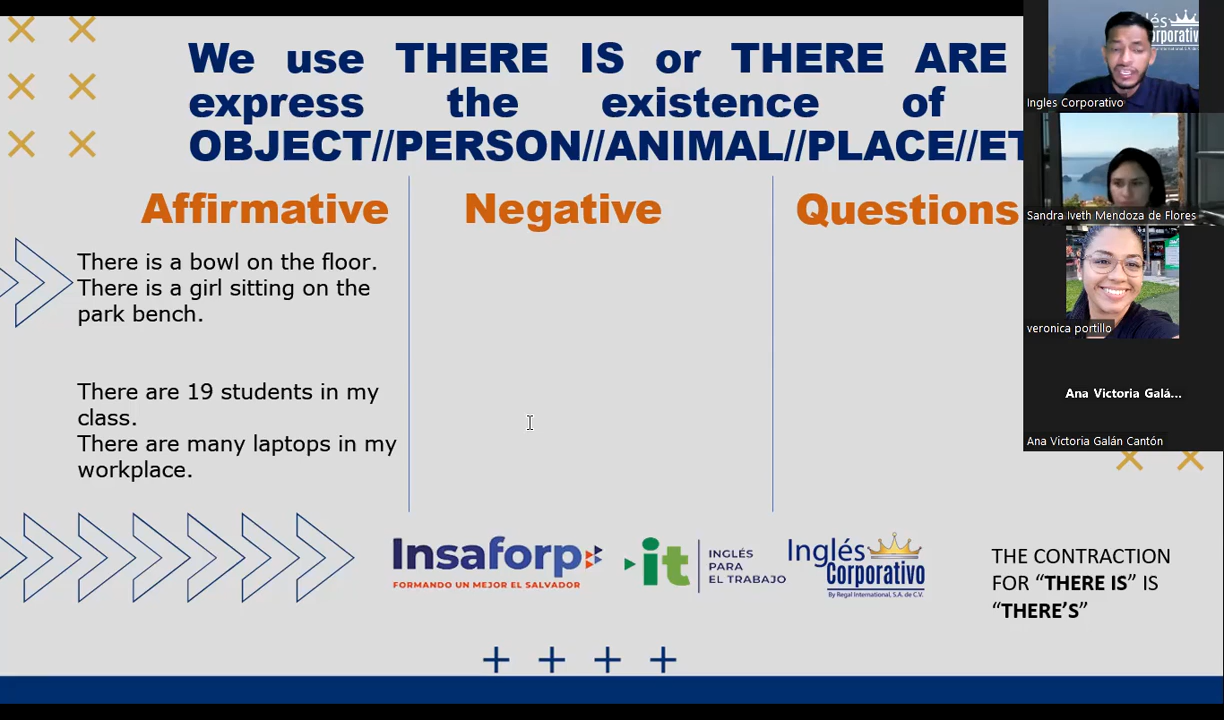 We use THERE IS or THERE ARE
express the existence of
OBJECT//PERSON//ANIMAL//PLACE//ET
Affirmative
Negative
Questions
There is a bowl on the floor.
There is a girl sitting on the
park bench.
There are 19 students in my
class.
There are many laptops in my
workplace.
Insaforp
FORMANDO UN MEJOR EL SALVADOR
it
INGLÉS
PARA
EL TRABAJO
Inglés
Corporativo
By Regal International, S.A. de C.V.
THE CONTRACTION
FOR “THERE IS” IS
“THERE’S”
Ingles Corporativo
Sandra Iveth Mendoza de Flores
veronica portillo
Ana Victoria Galá...
Ana Victoria Galán Cantón